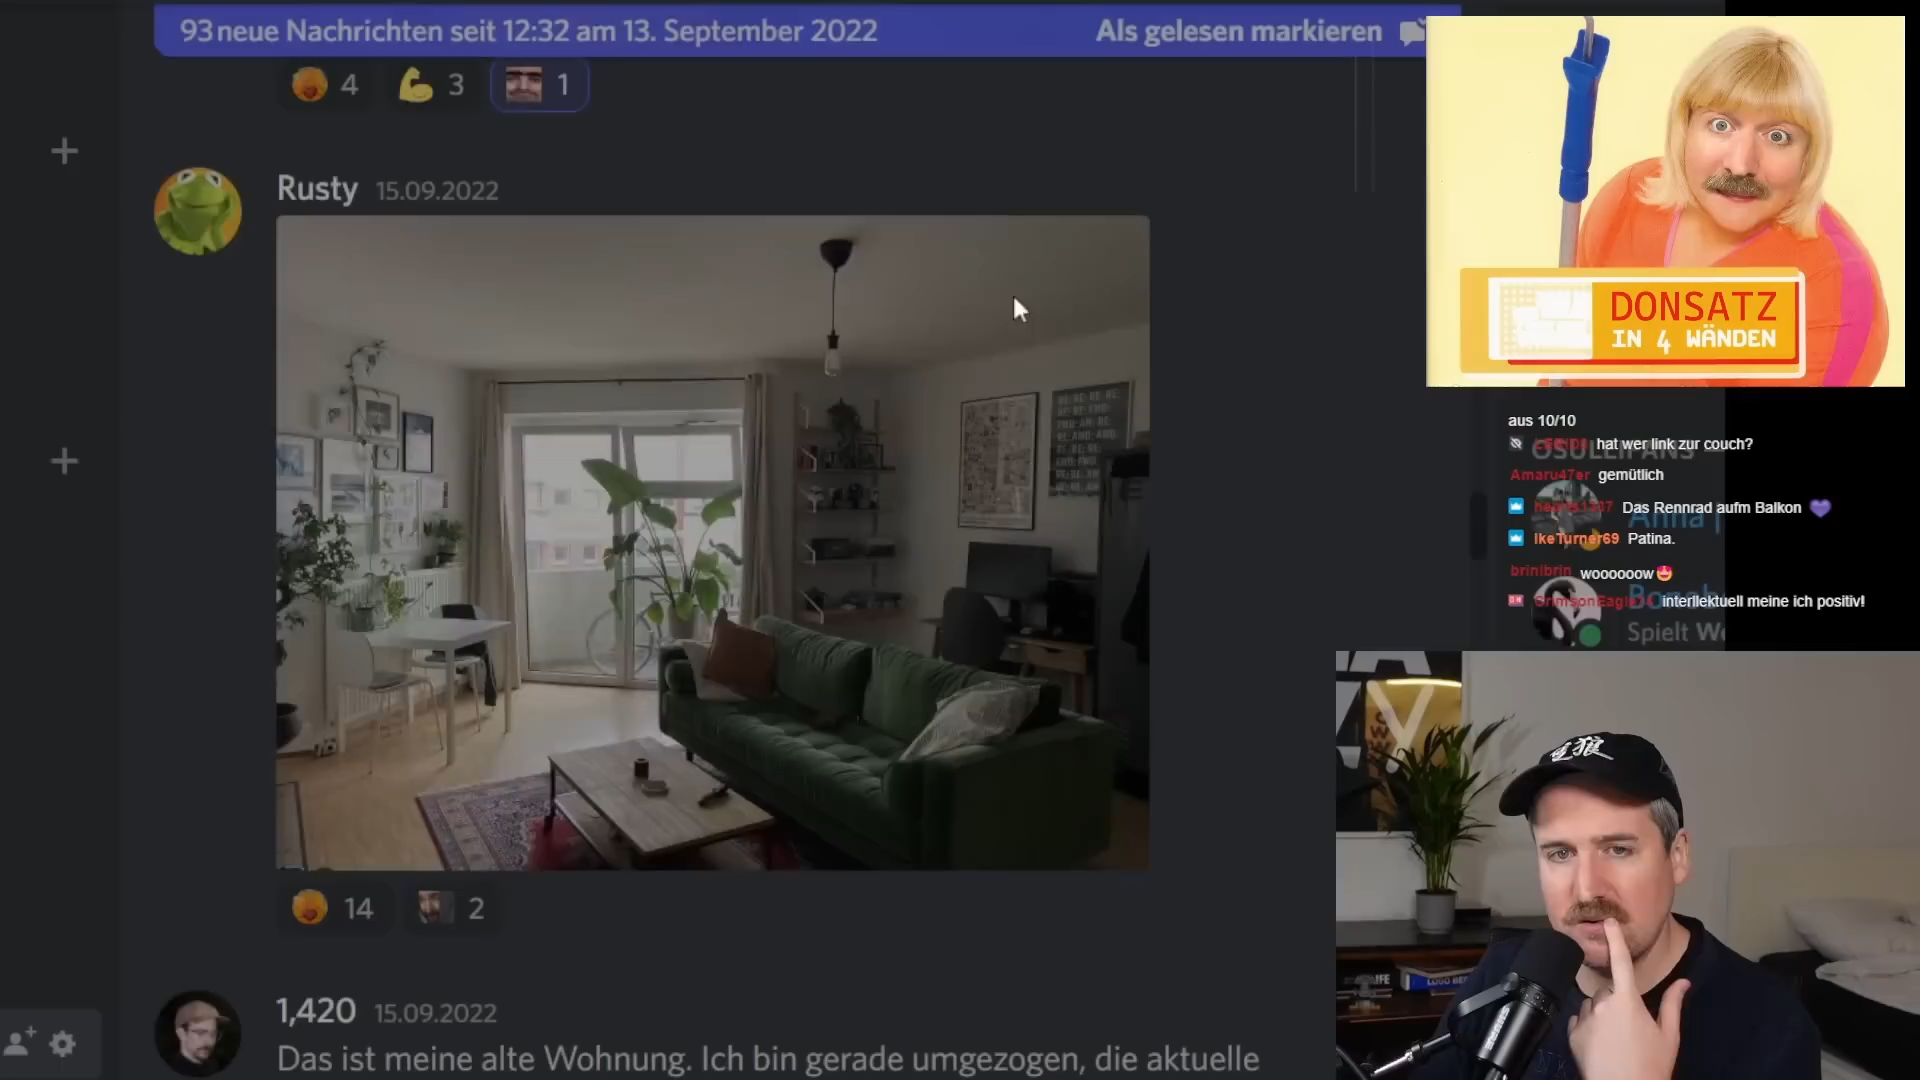 93 neue Nachrichten seit 12:32 am 13. September 2022
Als gelesen markieren
4
3
1
Rusty 15.09.2022
14
2
1,420 15.09.2022
Das ist meine alte Wohnung. Ich bin gerade umgezogen, die aktuelle
DONSATZ
IN 4 WÄNDEN
aus 10/10
hat wer link zur couch?
Amaru47er gemütlich
Das Rennrad aufm Balkon
IkeTurner69 Patina.
brinibrin woooooow
interllektuell meine ich positiv!
Spielt